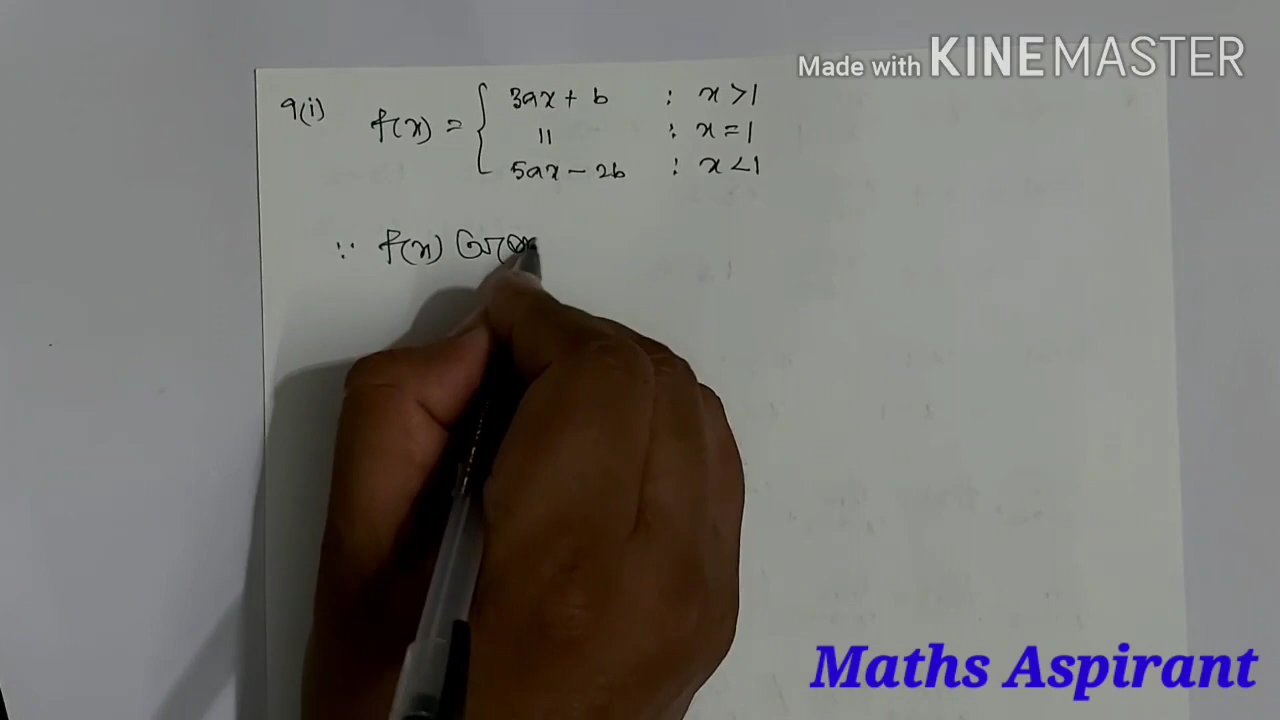 Made with KINEMASTER
9(i) f(x) = { 3ax + b : x > 1
11 : x = 1
5ax - 2b : x < 1
∵ f(x)
Maths Aspirant